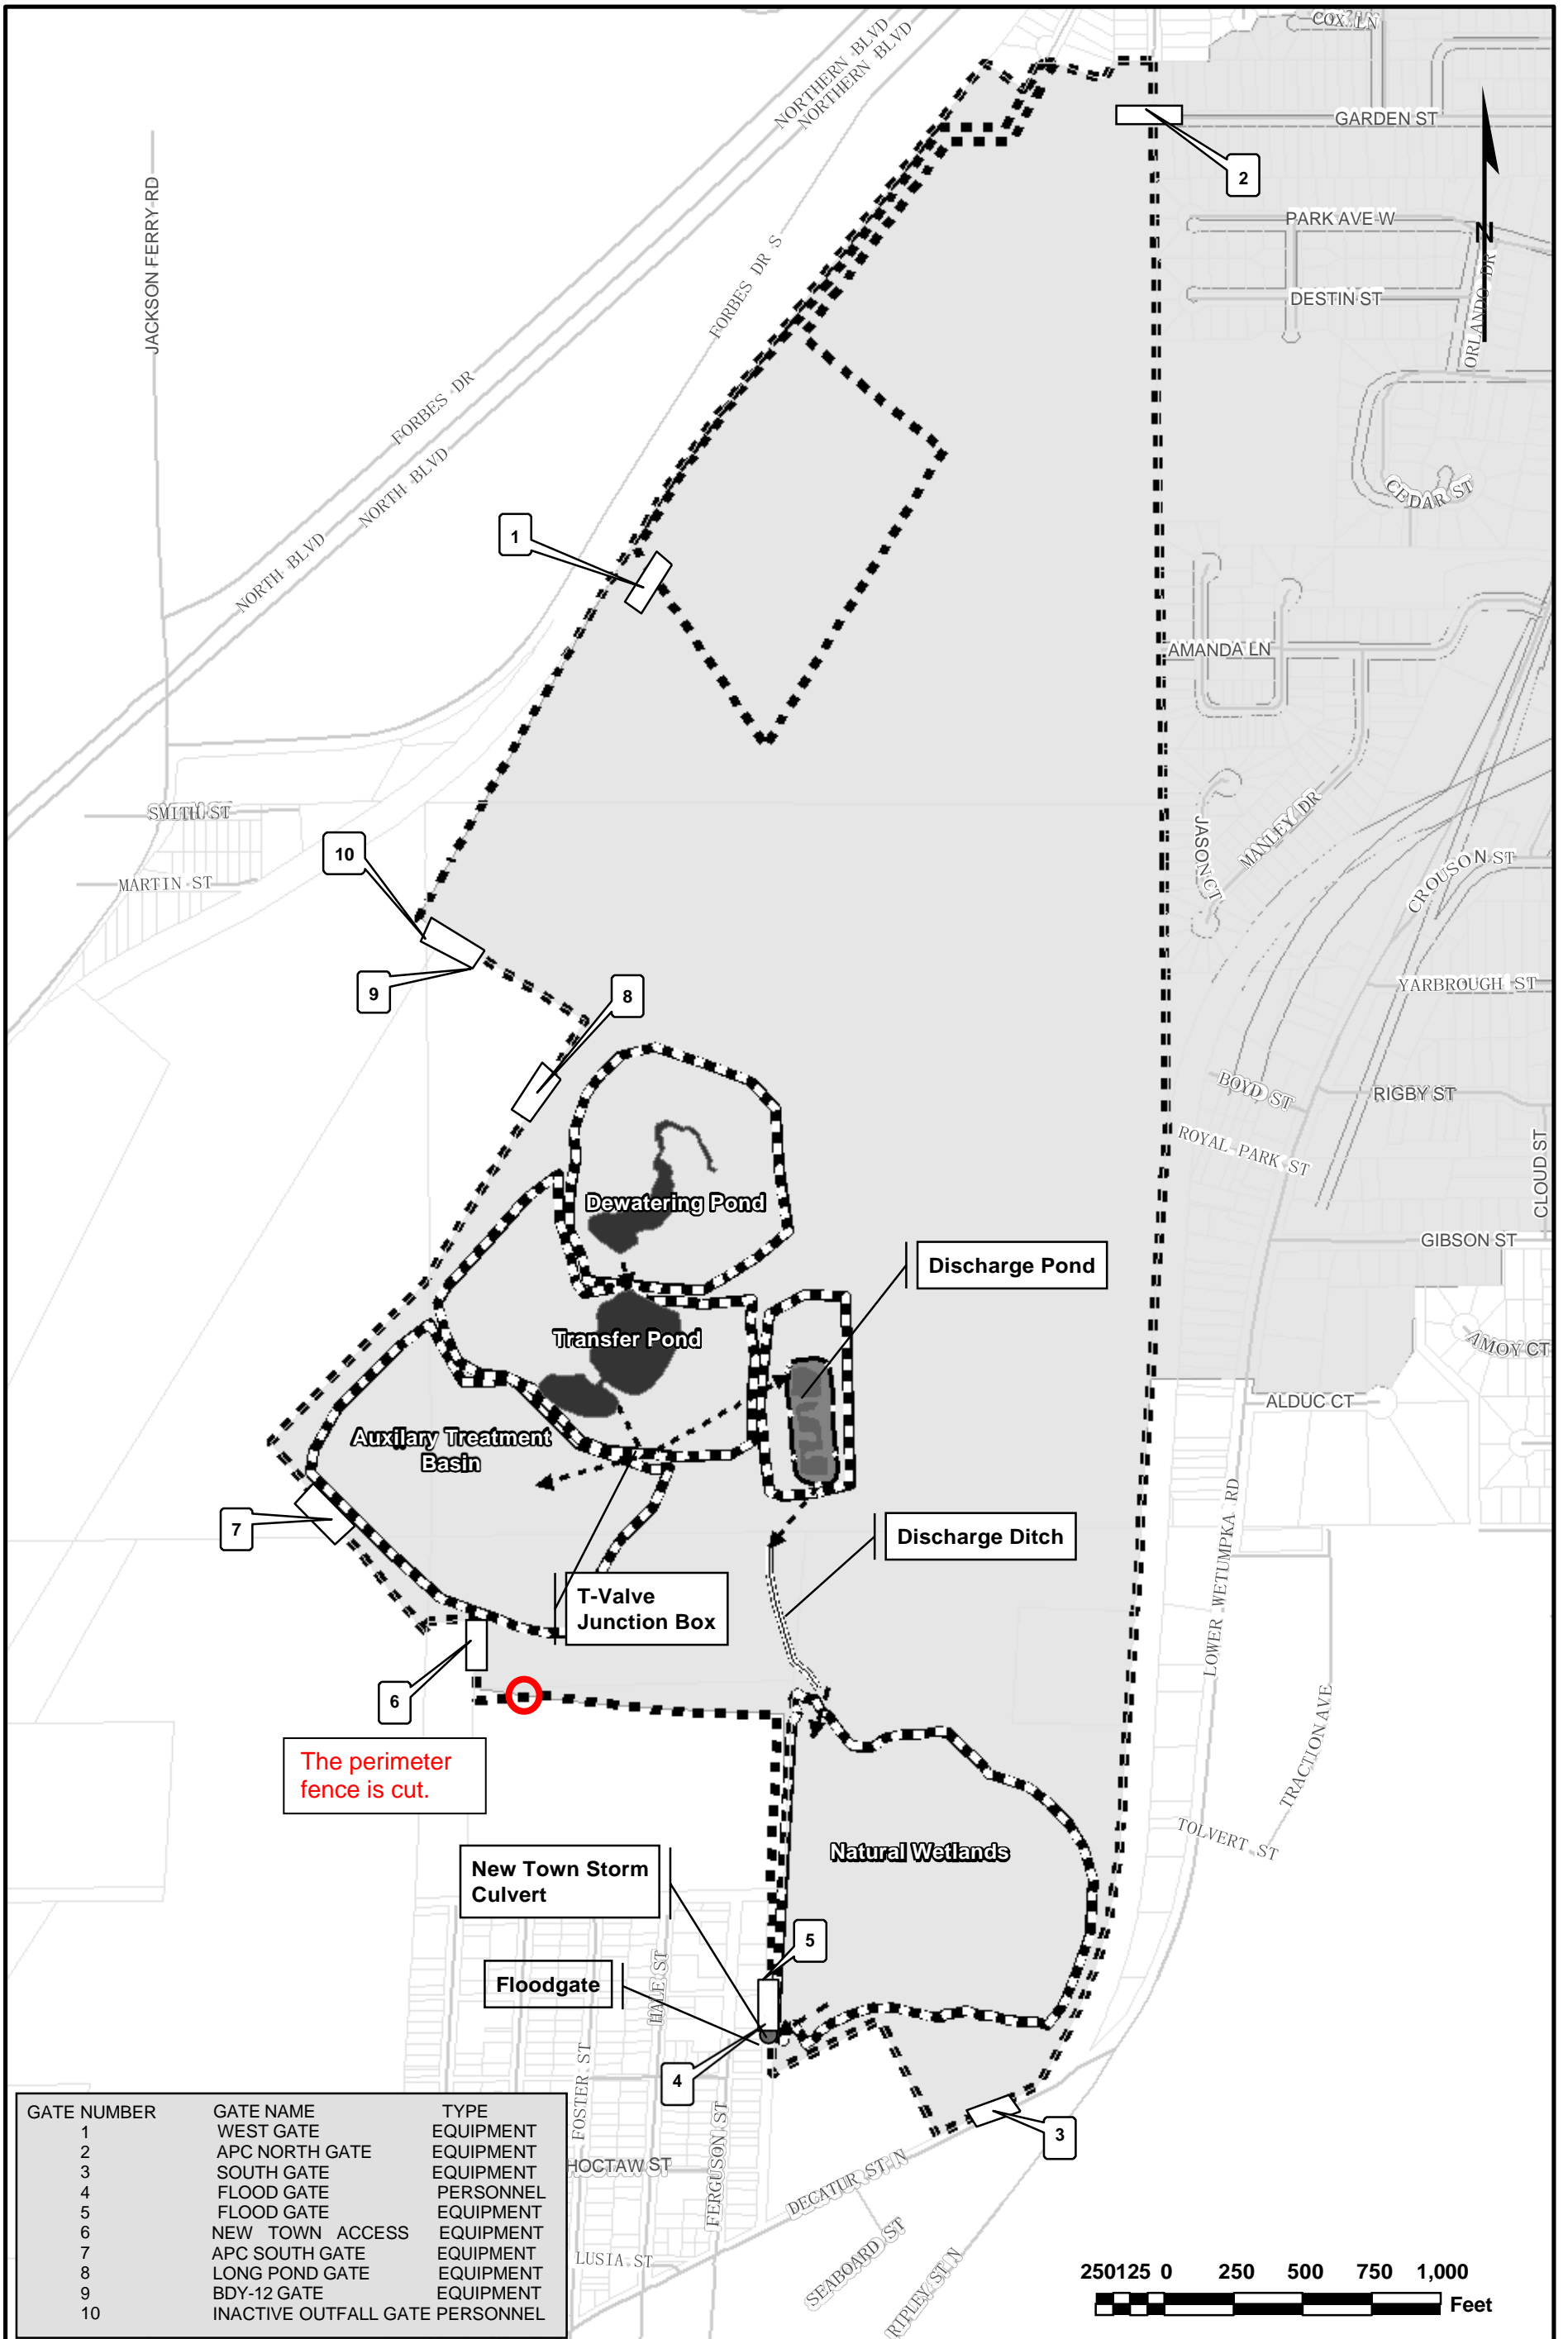 COX LN
NORTHERN BLVD
NORTHERN BLVD
GARDEN ST
2
JACKSON FERRY RD
PARK AVE W
N
FORBES DR S
DESTIN ST
ORLANDO DR
FORBES DR
NORTH BLVD
CEDAR ST
1
NORTH BLVD
AMANDA LN
SMITH ST
MANLEY DR
JASON CT
10
MARTIN ST
CROUSON ST
9
8
YARBROUGH ST
BOYD ST
RIGBY ST
ROYAL PARK ST
CLOUD ST
Dewatering Pond
GIBSON ST
Discharge Pond
Transfer Pond
AMOY CT
ALDUC CT
Auxilary Treatment
Basin
7
LOWER WETUMPKA RD
Discharge Ditch
T-Valve
Junction Box
6
The perimeter
fence is cut.
TRACTION AVE
TOLVERT ST
Natural Wetlands
New Town Storm
Culvert
5
Floodgate
HALE ST
4
FOSTER ST
3
FERGUSON ST
HOCTAW ST
DECATUR ST N
SEABOARD ST
RIPLEY ST N
LUSIA ST
GATE NUMBER GATE NAME TYPE
1 WEST GATE EQUIPMENT
2 APC NORTH GATE EQUIPMENT
3 SOUTH GATE EQUIPMENT
4 FLOOD GATE PERSONNEL
5 FLOOD GATE EQUIPMENT
6 NEW TOWN ACCESS EQUIPMENT
7 APC SOUTH GATE EQUIPMENT
8 LONG POND GATE EQUIPMENT
9 BDY-12 GATE EQUIPMENT
10 INACTIVE OUTFALL GATE PERSONNEL
250 125 0 250 500 750 1,000
Feet